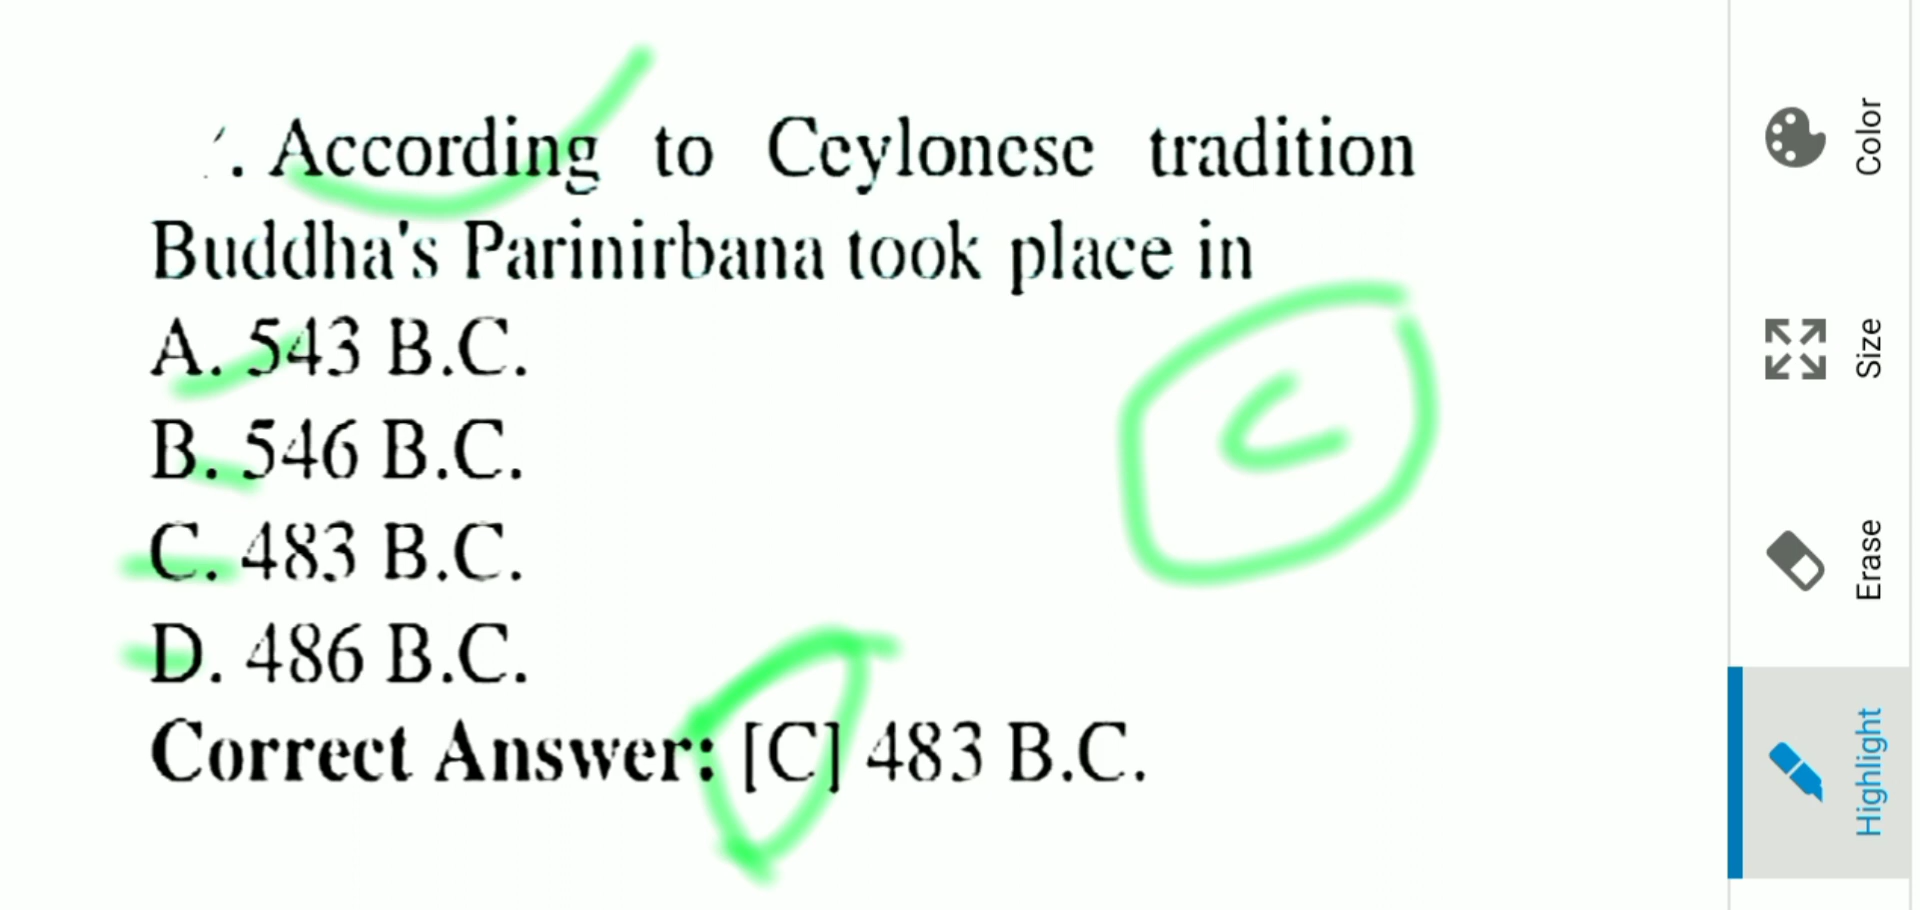 . According to Ceylonese tradition
Buddha's Parinirbana took place in
A. 543 B.C.
B. 546 B.C.
C. 483 B.C.
D. 486 B.C.
Correct Answer: [C] 483 B.C.
C
Color
Size
Erase
Highlight